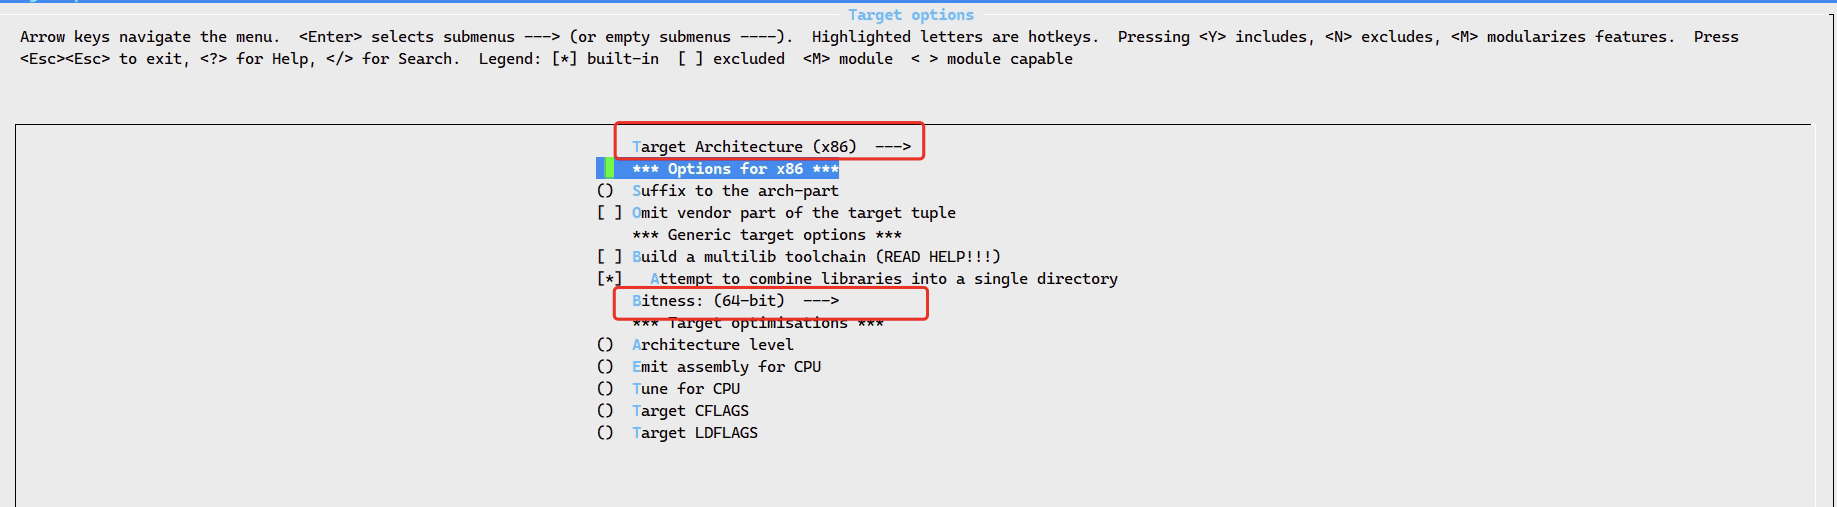 Target options
Arrow keys navigate the menu.  <Enter> selects submenus ---> (or empty submenus ----).  Highlighted letters are hotkeys.  Pressing <Y> includes, <N> excludes, <M> modularizes features.  Press
<Esc><Esc> to exit, <?> for Help, </> for Search.  Legend: [*] built-in  [ ] excluded  <M> module  < > module capable
Target Architecture (x86)  --->
*** Options for x86 ***
()  Suffix to the arch-part
[ ] Omit vendor part of the target tuple
*** Generic target options ***
[ ] Build a multilib toolchain (READ HELP!!!)
[*]   Attempt to combine libraries into a single directory
Bitness: (64-bit)  --->
*** Target optimisations ***
()  Architecture level
()  Emit assembly for CPU
()  Tune for CPU
()  Target CFLAGS
()  Target LDFLAGS